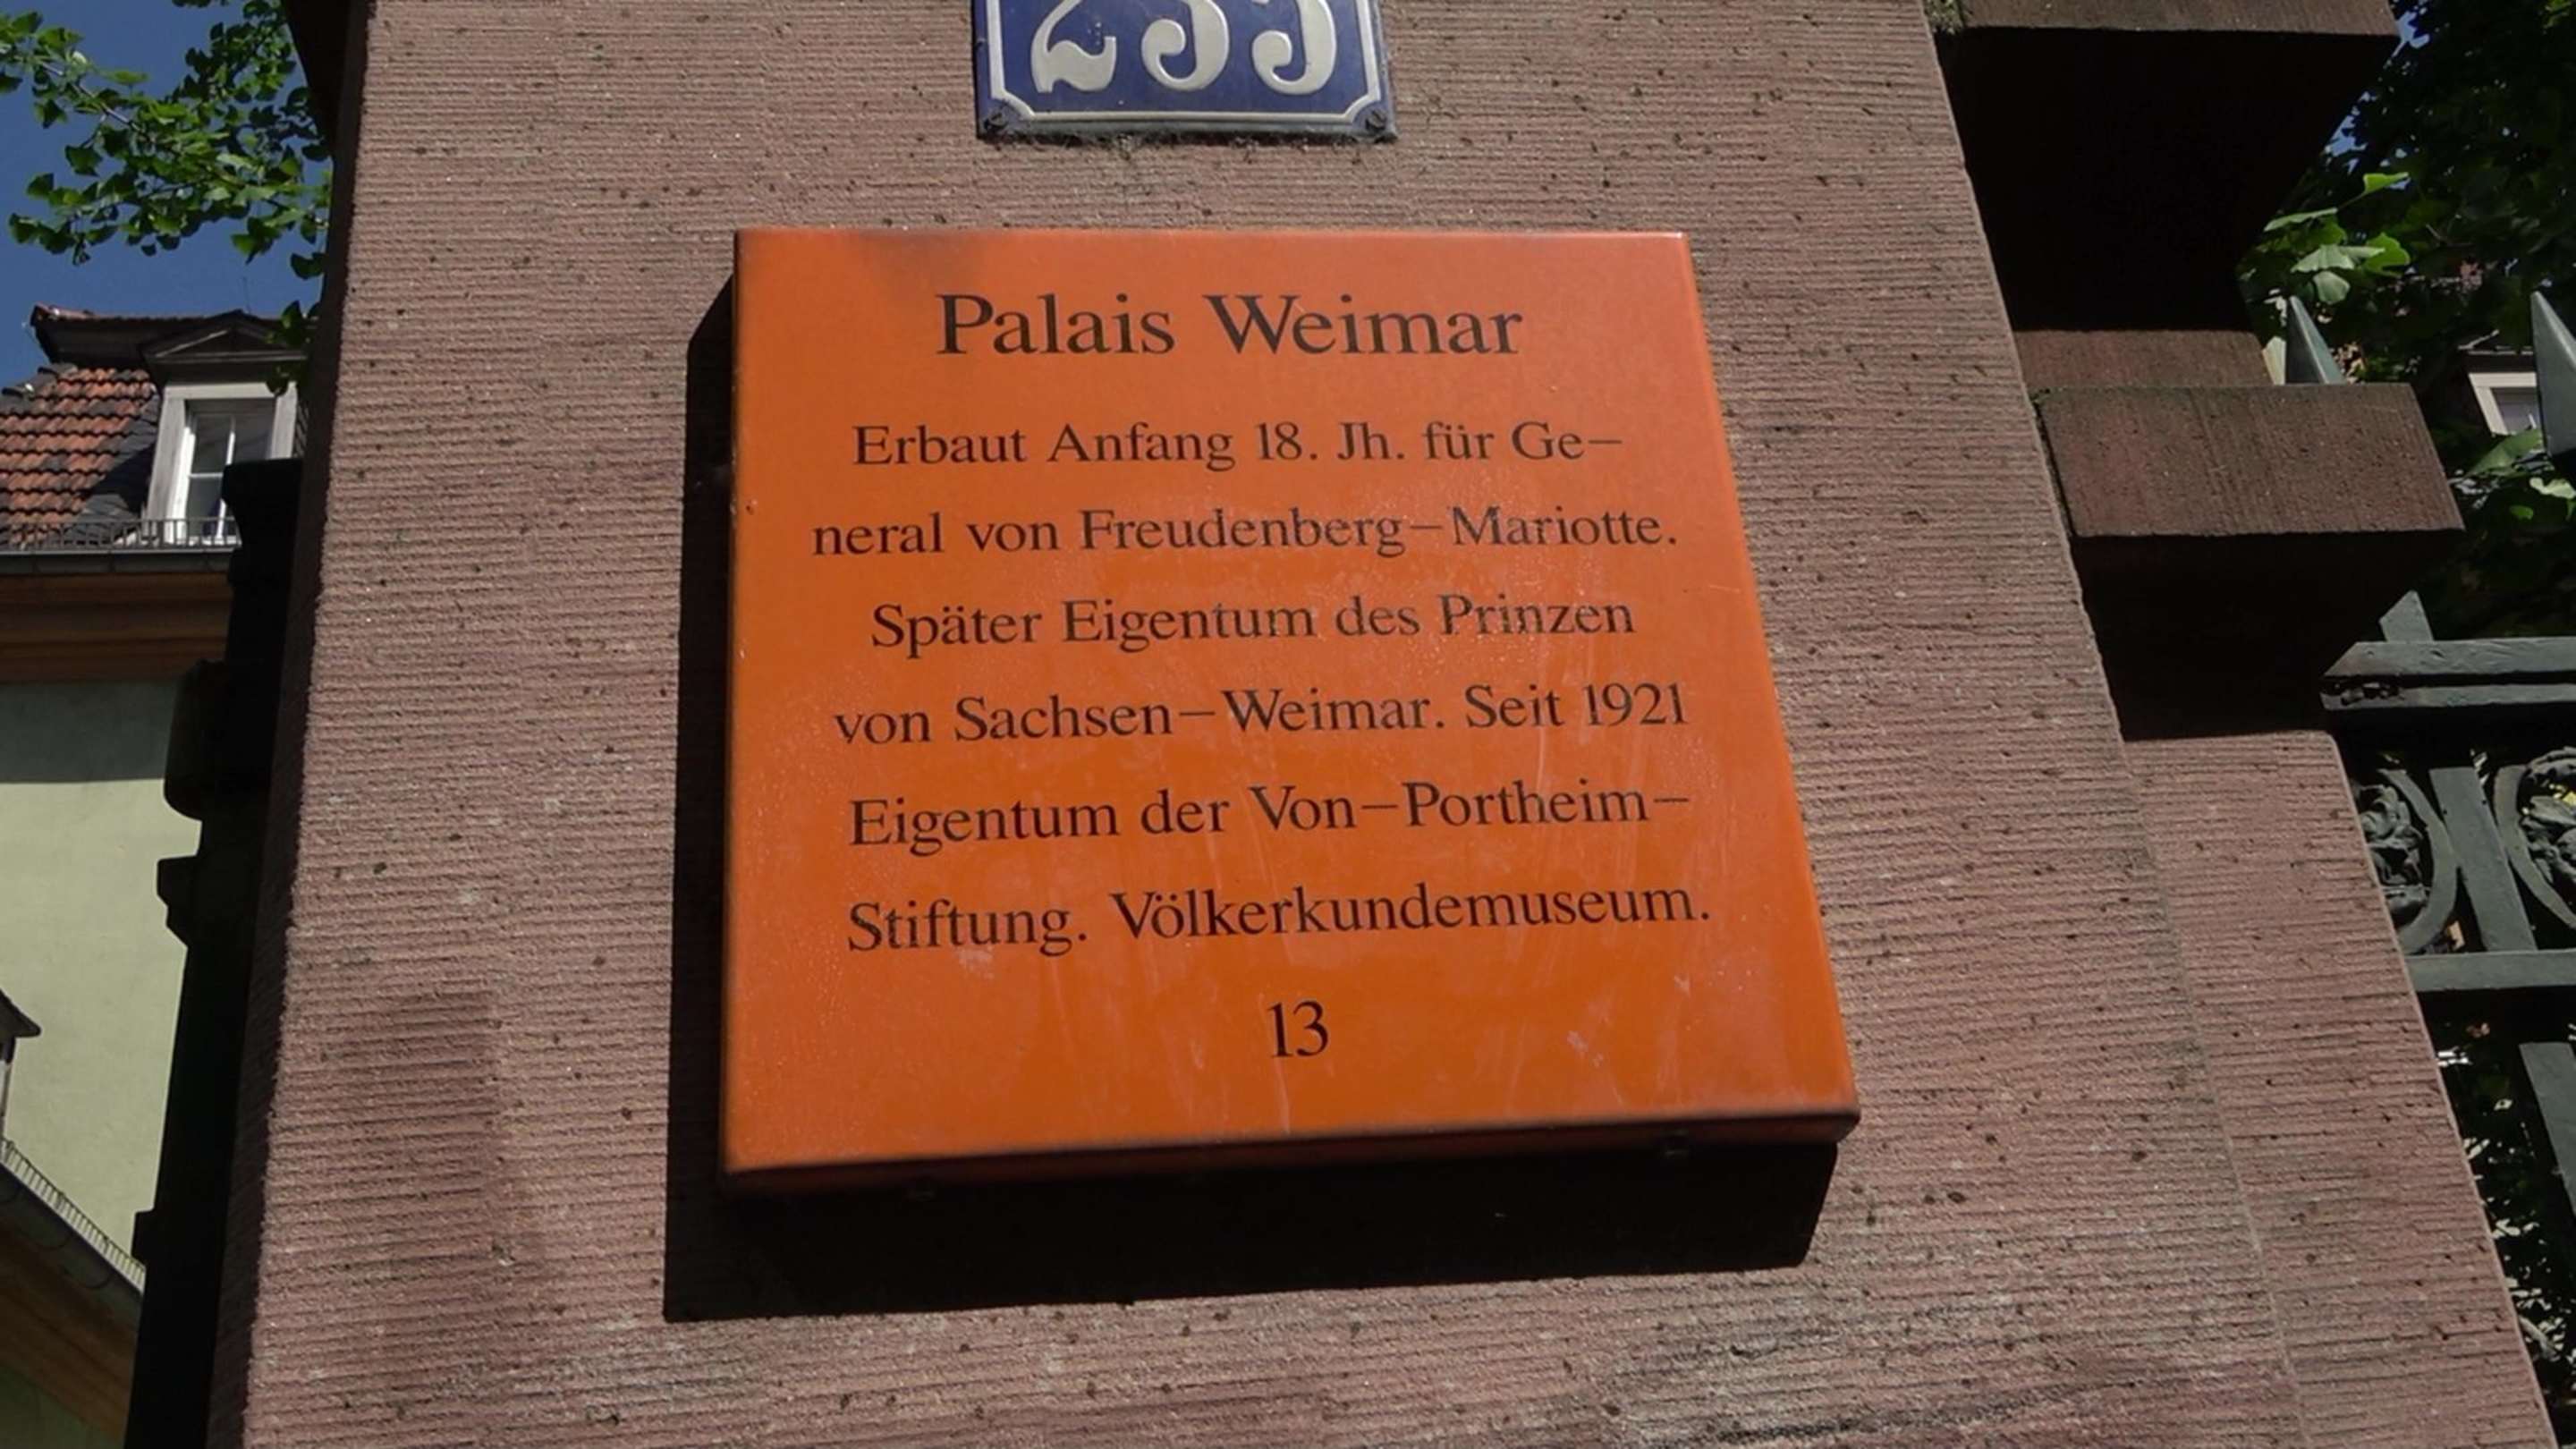 Palais Weimar
Erbaut Anfang 18. Jh. für Ge–
neral von Freudenberg–Mariotte.
Später Eigentum des Prinzen
von Sachsen–Weimar. Seit 1921
Eigentum der Von–Portheim–
Stiftung. Völkerkundemuseum.
13